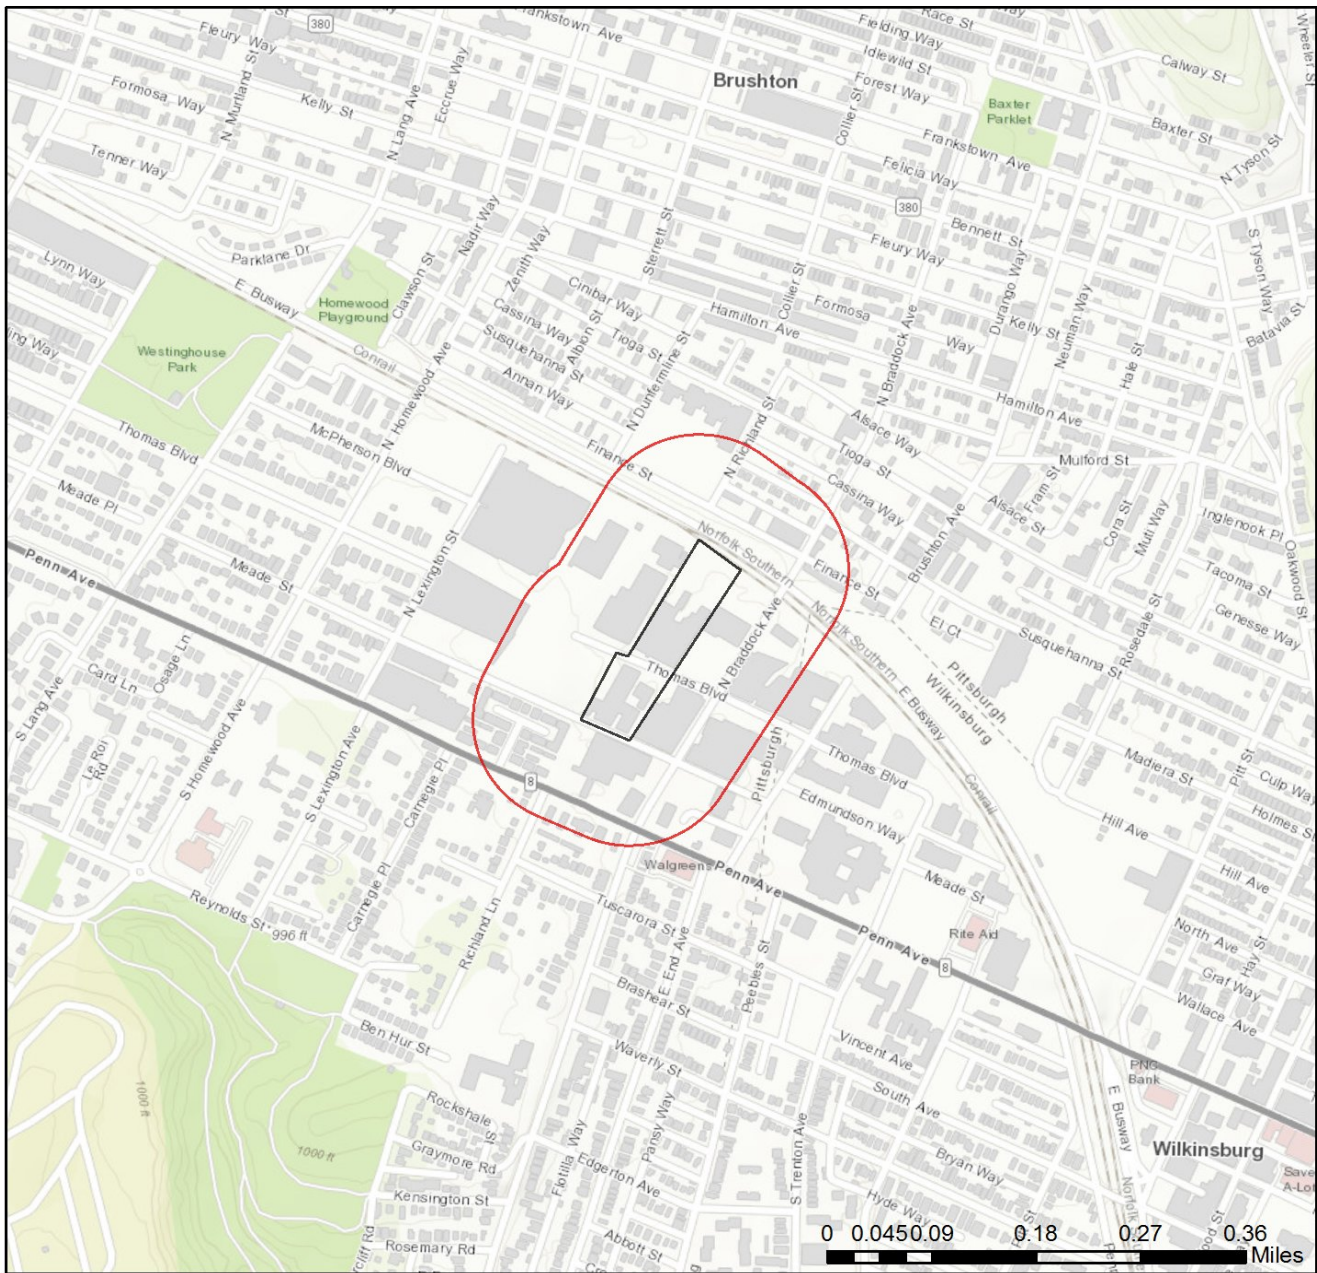 380
Fleury Way
Frankstown Ave
Race St
Fielding Way
Idlewild St
Calway St
Wheeler St
Brushton
Forest Way
Formosa Way
Kelly St
N Murtland St
N Lang Ave
Eccrue Way
Collier St
Baxter Parklet
Baxter St
Frankstown Ave
N Tyson St
Tenner Way
Felicia Way
380
Bennett St
Fleury Way
Nadir Way
Zenith Way
Sterrett St
S Tyson Way
Lynn Way
Parklane Dr
E Busway
Homewood
Playground
Clawson St
Cinibar Way
Cassina Way
Albion St
Tioga St
Susquehanna St
Hamilton Ave
Collier St
Formosa
Way
Durango Way
Kelly St
Neuman Way
Batavia St
Westinghouse
Park
Conrail
Annan Way
N Homewood Ave
N Dunfermline St
N Braddock Ave
Hale St
Hamilton Ave
Thomas Blvd
McPherson Blvd
Finance St
N Richland St
Alsace Way
Tioga St
Mulford St
Meade Pl
Cassina Way
Alsace St
Fram St
Cora St
Muti Way
Inglenook Pl
Oakwood St
Penn Ave
Meade St
N Lexington St
Norfolk Southern
Finance St
Brushton Ave
Tacoma St
Genesse Way
Norfolk Southern
El Ct
Susquehanna St
Rosedale St
Osage Ln
Card Ln
S Lang Ave
Le Roi Rd
S Homewood Ave
Thomas Blvd
N Braddock Ave
Pittsburgh
Wilkinsburg
E Busway
S Lexington Ave
Carnegie Pl
8
Pittsburgh
Thomas Blvd
Madiera St
Pitt St
Culp Way
Holmes St
Conrail
Edmundson Way
Hill Ave
Walgreens
Penn Ave
Meade St
Hill Ave
Reynolds St
996 ft
Carnegie Pl
Richland Ln
Tuscarora St
Rite Aid
Penn Ave
8
North Ave
Hay St
Graf Way
Wallace Ave
E End Ave
Peebles St
Brashear St
Ben Hur St
Waverly St
Vincent Ave
South Ave
PNC
Bank
E Busway
1000 ft
1000 ft
Rockshale St
Graymore Rd
Flotilla Way
Pansy Way
Edgerton Ave
S Trenton Ave
Bryan Way
Wilkinsburg
Kensington St
Hyde Way
Rosemary Rd
Abbott St
0 0.045 0.09 0.18 0.27 0.36
Miles